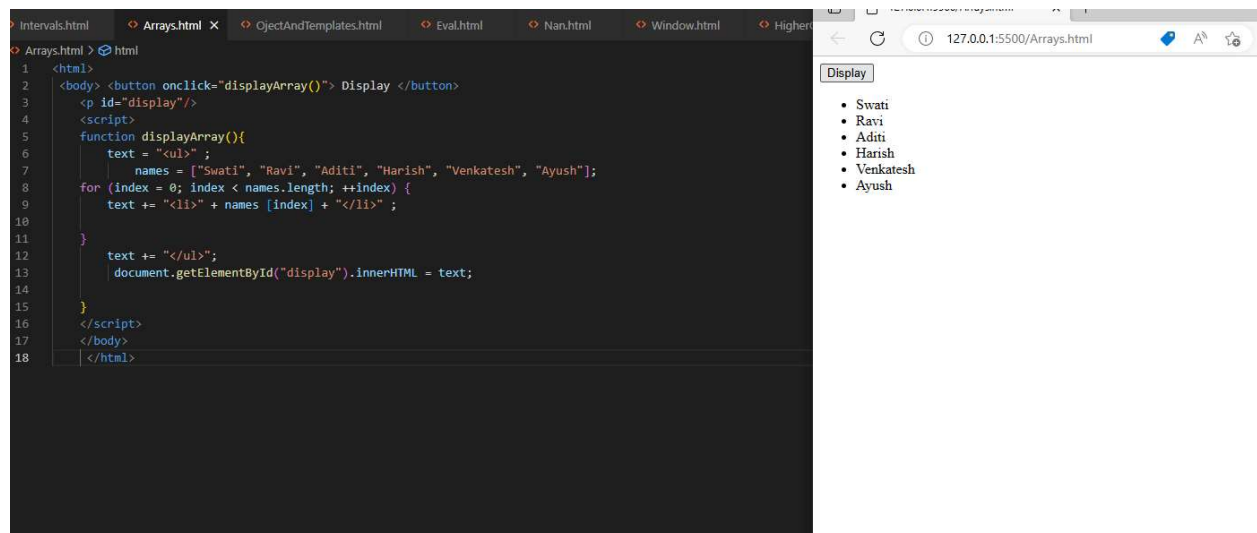 Intervals.html Arrays.html X OjectAndTemplates.html Eval.html Nan.html Window.html
Arrays.html > html
1 <html>
2 <body> <button onclick="displayArray()"> Display </button>
3 <p id="display"/>
4 <script>
5 function displayArray(){
6 text = "<ul>" ;
7 names = ["Swati", "Ravi", "Aditi", "Harish", "Venkatesh", "Ayush"];
8 for (index = 0; index < names.length; ++index) {
9 text += "<li>" + names [index] + "</li>" ;
10
11 }
12 text += "</ul>";
13 document.getElementById("display").innerHTML = text;
14
15 }
16 </script>
17 </body>
18 </html>
127.0.0.1:5500/Arrays.html
Display
• Swati
• Ravi
• Aditi
• Harish
• Venkatesh
• Ayush